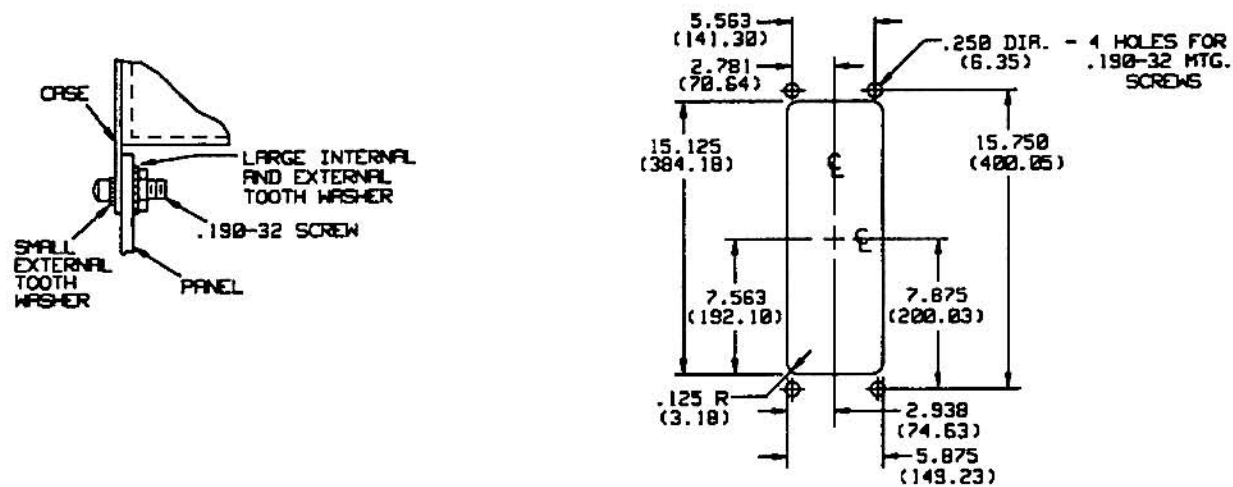 CASE
LARGE INTERNAL
AND EXTERNAL
TOOTH WASHER
.190-32 SCREW
SMALL
EXTERNAL
TOOTH
WASHER
PANEL
5.563
(141.30)
2.781
(70.64)
.250 DIA. - 4 HOLES FOR
(6.35) .190-32 MTG.
SCREWS
15.125
(384.18)
15.750
(400.05)
CL
CL
7.563
(192.10)
7.875
(200.03)
.125 R
(3.18)
2.938
(74.63)
5.875
(149.23)